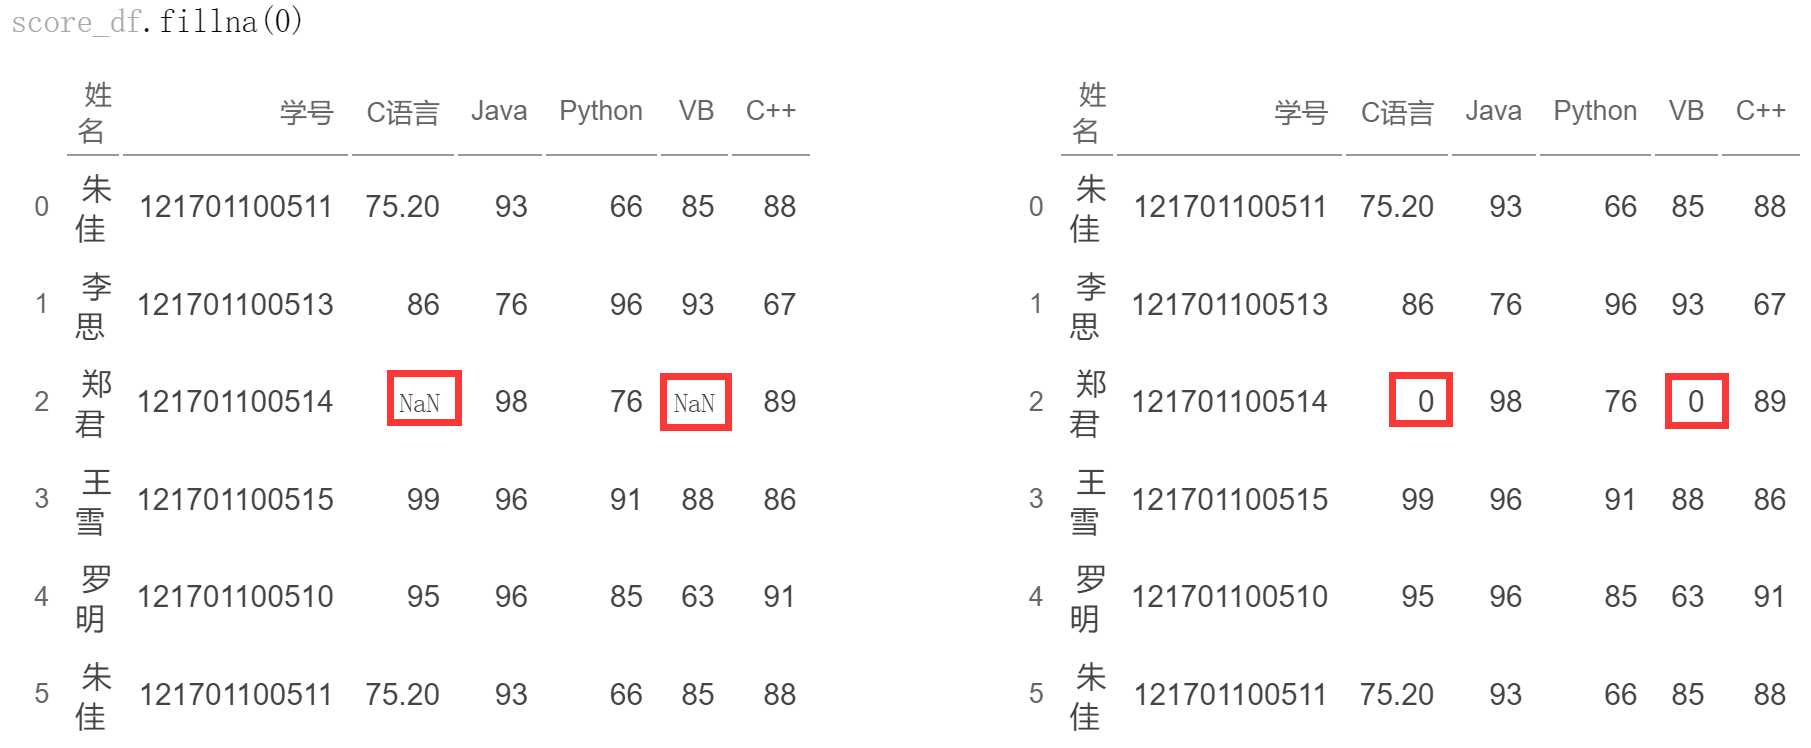 score_df.fillna(0)
姓名 学号 C语言 Java Python VB C++
0 朱佳 121701100511 75.20 93 66 85 88
1 李思 121701100513 86 76 96 93 67
2 郑君 121701100514 NaN 98 76 NaN 89
3 王雪 121701100515 99 96 91 88 86
4 罗明 121701100510 95 96 85 63 91
5 朱佳 121701100511 75.20 93 66 85 88
姓名 学号 C语言 Java Python VB C++
0 朱佳 121701100511 75.20 93 66 85 88
1 李思 121701100513 86 76 96 93 67
2 郑君 121701100514 0 98 76 0 89
3 王雪 121701100515 99 96 91 88 86
4 罗明 121701100510 95 96 85 63 91
5 朱佳 121701100511 75.20 93 66 85 88